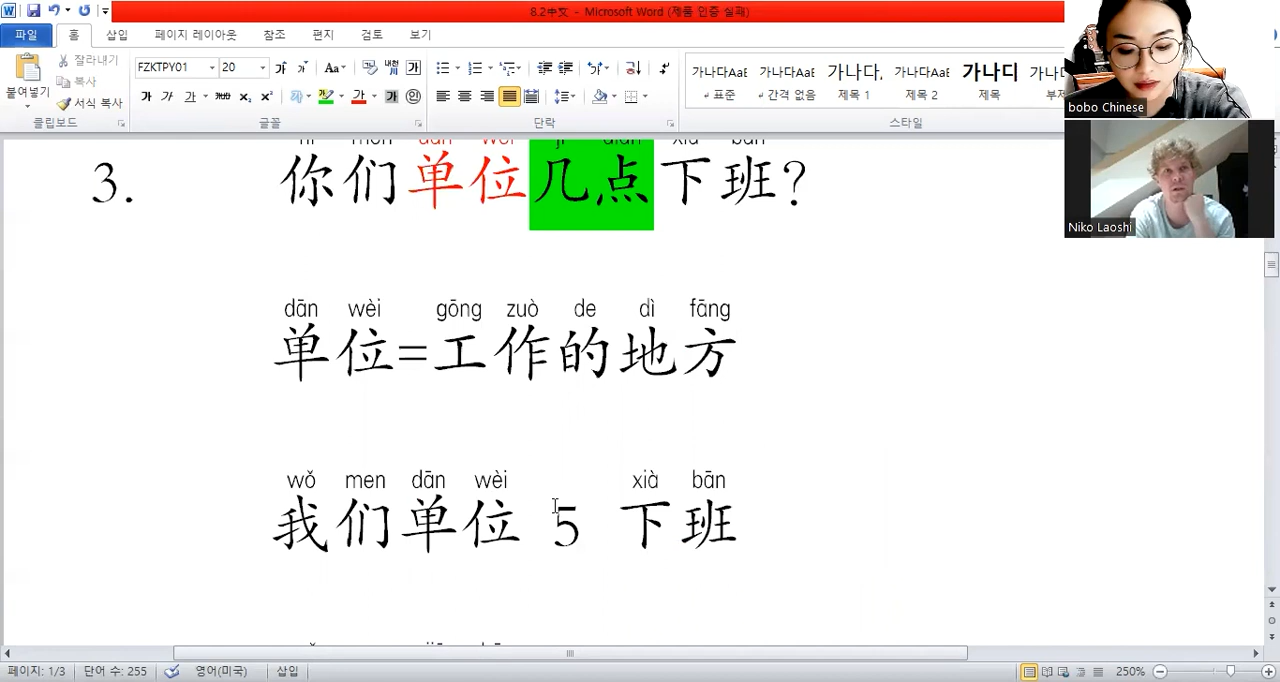 8.2中文 - Microsoft Word (제품 인증 실패)
파일 홈 삽입 페이지 레이아웃 참조 편지 검토 보기
붙여넣기
잘라내기
복사
서식 복사
FZKTPY01 20
가나다AaB 가나다AaB 가나다, 가나다AaB 가나다
표준 간격 없음 제목 1 제목 2 제목
클립보드 글꼴 단락 스타일
bobo Chinese
Niko Laoshi
3. 你们单位几,点下班?
dān wèi gōng zuò de dì fāng
单位=工作的地方
wǒ men dān wèi xià bān
我们单位 5 下班
페이지: 1/3 단어 수: 255 영어(미국) 삽입 250%